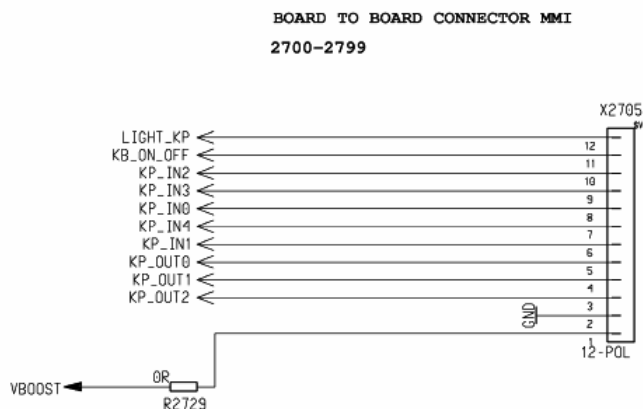 BOARD TO BOARD CONNECTOR MMI
2700-2799
X2705
LIGHT_KP
12
KB_ON_OFF
11
KP_IN2
10
KP_IN3
9
KP_IN0
8
KP_IN4
7
KP_IN1
6
KP_OUT0
5
KP_OUT1
4
KP_OUT2
3
GND
2
1
12-POL
VBOOST
0R
R2729